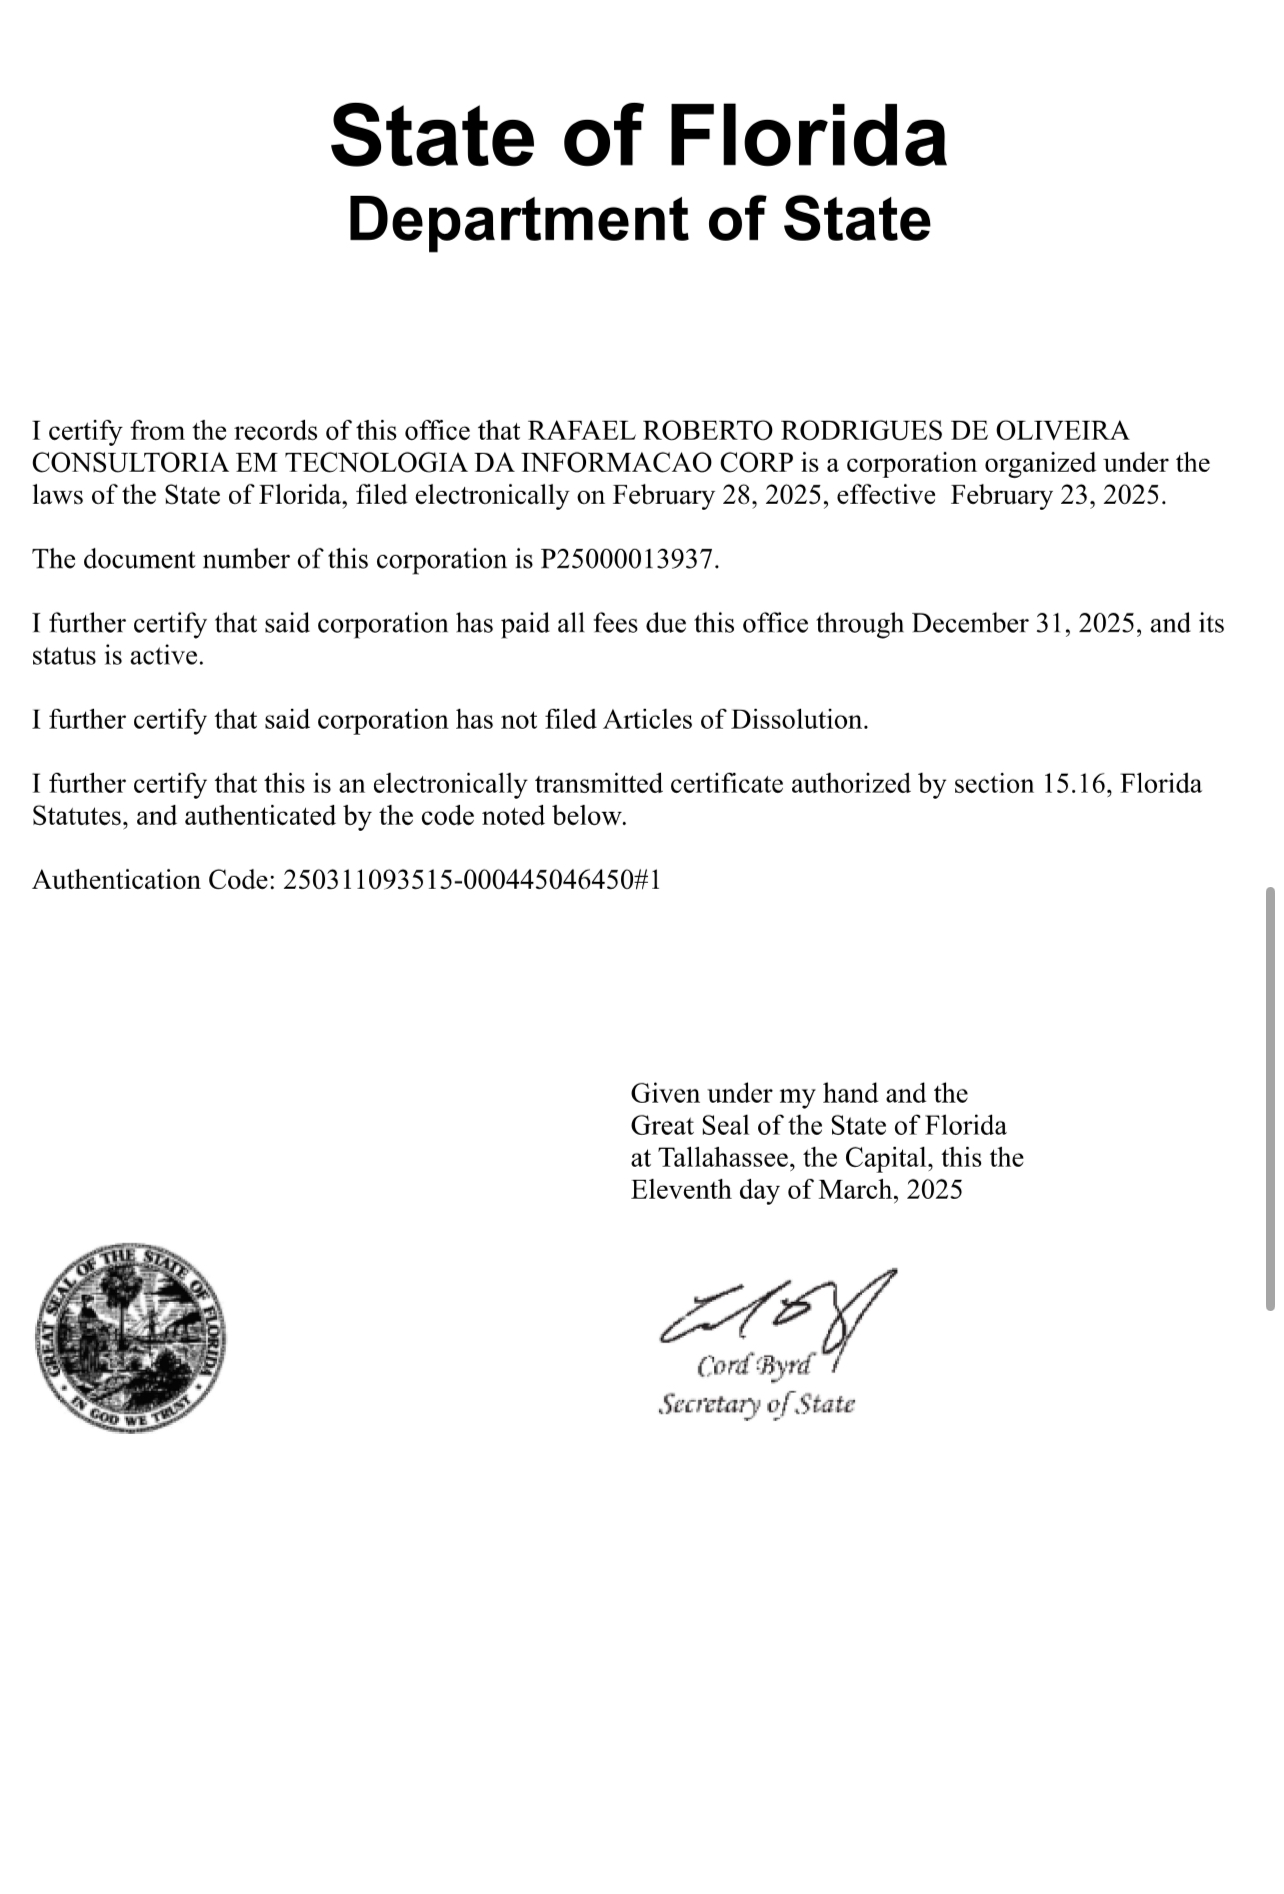 State of Florida
Department of State
I certify from the records of this office that RAFAEL ROBERTO RODRIGUES DE OLIVEIRA
CONSULTORIA EM TECNOLOGIA DA INFORMACAO CORP is a corporation organized under the
laws of the State of Florida, filed electronically on February 28, 2025, effective  February 23, 2025.
The document number of this corporation is P25000013937.
I further certify that said corporation has paid all fees due this office through December 31, 2025, and its
status is active.
I further certify that said corporation has not filed Articles of Dissolution.
I further certify that this is an electronically transmitted certificate authorized by section 15.16, Florida
Statutes, and authenticated by the code noted below.
Authentication Code: 250311093515-000445046450#1
Given under my hand and the
Great Seal of the State of Florida
at Tallahassee, the Capital, this the
Eleventh day of March, 2025
GREAT SEAL OF THE STATE OF FLORIDA
IN GOD WE TRUST
Cord Byrd
Secretary of State